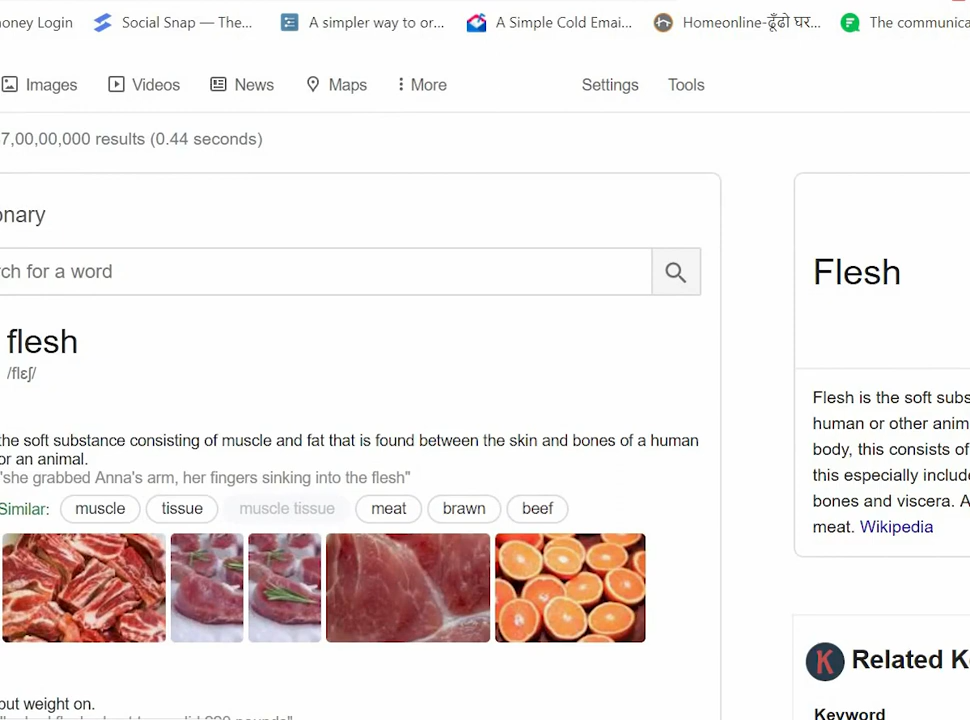 oney Login Social Snap — The... A simpler way to or... A Simple Cold Emai... Homeonline-ढूँढो घर... The communica
Images Videos News Maps More Settings Tools
7,00,00,000 results (0.44 seconds)
onary
rch for a word
Flesh
flesh
/flɛʃ/
the soft substance consisting of muscle and fat that is found between the skin and bones of a human
or an animal.
"she grabbed Anna's arm, her fingers sinking into the flesh"
Similar: muscle tissue muscle tissue meat brawn beef
put weight on.
Flesh is the soft subs
human or other anim
body, this consists of
this especially include
bones and viscera. A
meat. Wikipedia
K Related K
Keyword